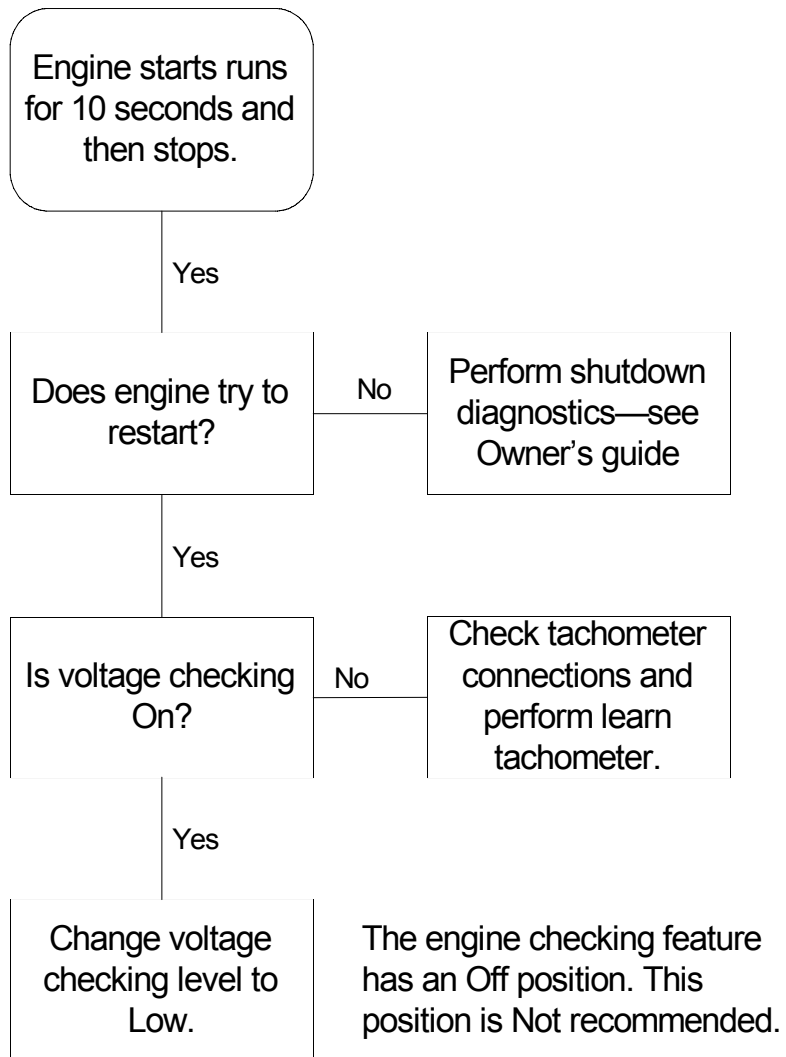 Engine starts runs
for 10 seconds and
then stops.
Yes
Does engine try to
restart?
No
Perform shutdown
diagnostics—see
Owner’s guide
Yes
Is voltage checking
On?
No
Check tachometer
connections and
perform learn
tachometer.
Yes
Change voltage
checking level to
Low.
The engine checking feature
has an Off position. This
position is Not recommended.